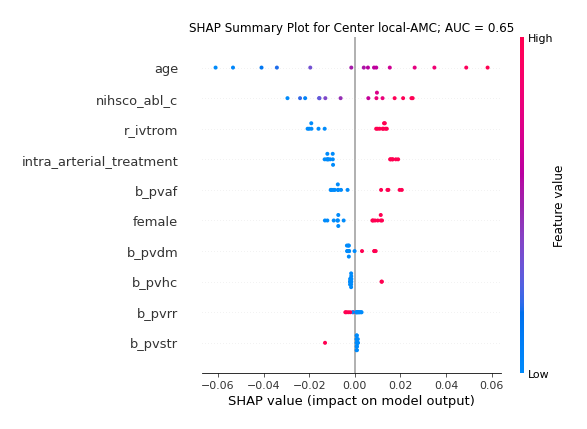 SHAP Summary Plot for Center local-AMC; AUC = 0.65
High
age
nihsco_abl_c
r_ivtrom
intra_arterial_treatment
b_pvaf
female
b_pvdm
b_pvhc
b_pvrr
b_pvstr
Feature value
Low
−0.06 −0.04 −0.02 0.00 0.02 0.04 0.06
SHAP value (impact on model output)